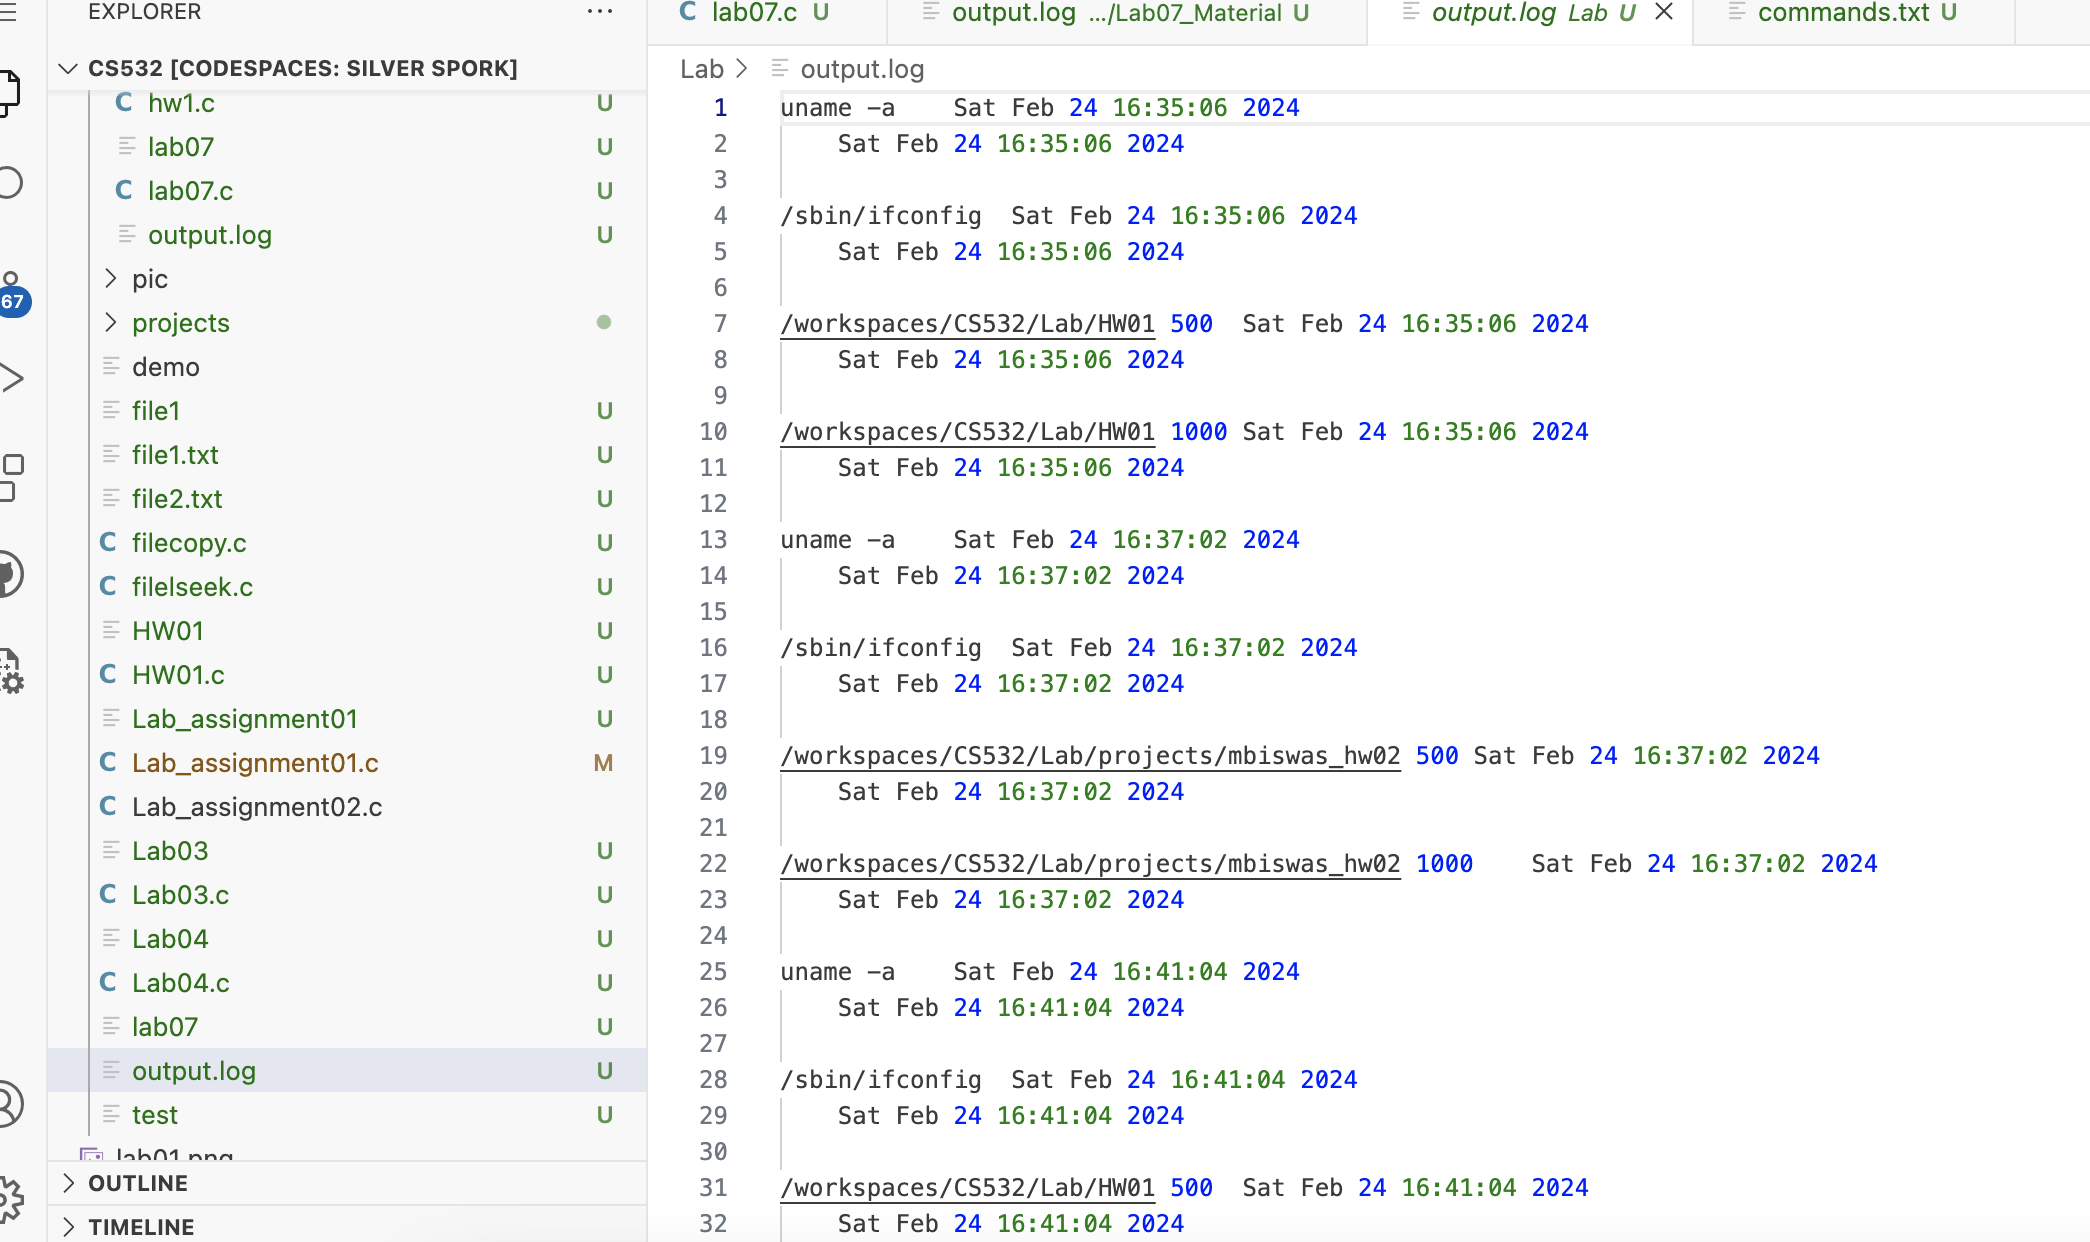 EXPLORER
···
CS532 [CODESPACES: SILVER SPORK]
hw1.c U
lab07 U
lab07.c U
output.log U
pic
projects
demo
file1 U
file1.txt U
file2.txt U
filecopy.c U
filelseek.c U
HW01 U
HW01.c U
Lab_assignment01 U
Lab_assignment01.c M
Lab_assignment02.c
Lab03 U
Lab03.c U
Lab04 U
Lab04.c U
lab07 U
output.log U
test U
lab01.png
OUTLINE
TIMELINE
67
lab07.c U
output.log .../Lab07_Material U
output.log Lab U
commands.txt U
Lab > output.log
1 uname -a    Sat Feb 24 16:35:06 2024
2     Sat Feb 24 16:35:06 2024
3
4 /sbin/ifconfig  Sat Feb 24 16:35:06 2024
5     Sat Feb 24 16:35:06 2024
6
7 /workspaces/CS532/Lab/HW01 500  Sat Feb 24 16:35:06 2024
8     Sat Feb 24 16:35:06 2024
9
10 /workspaces/CS532/Lab/HW01 1000 Sat Feb 24 16:35:06 2024
11     Sat Feb 24 16:35:06 2024
12
13 uname -a    Sat Feb 24 16:37:02 2024
14     Sat Feb 24 16:37:02 2024
15
16 /sbin/ifconfig  Sat Feb 24 16:37:02 2024
17     Sat Feb 24 16:37:02 2024
18
19 /workspaces/CS532/Lab/projects/mbiswas_hw02 500 Sat Feb 24 16:37:02 2024
20     Sat Feb 24 16:37:02 2024
21
22 /workspaces/CS532/Lab/projects/mbiswas_hw02 1000    Sat Feb 24 16:37:02 2024
23     Sat Feb 24 16:37:02 2024
24
25 uname -a    Sat Feb 24 16:41:04 2024
26     Sat Feb 24 16:41:04 2024
27
28 /sbin/ifconfig  Sat Feb 24 16:41:04 2024
29     Sat Feb 24 16:41:04 2024
30
31 /workspaces/CS532/Lab/HW01 500  Sat Feb 24 16:41:04 2024
32     Sat Feb 24 16:41:04 2024